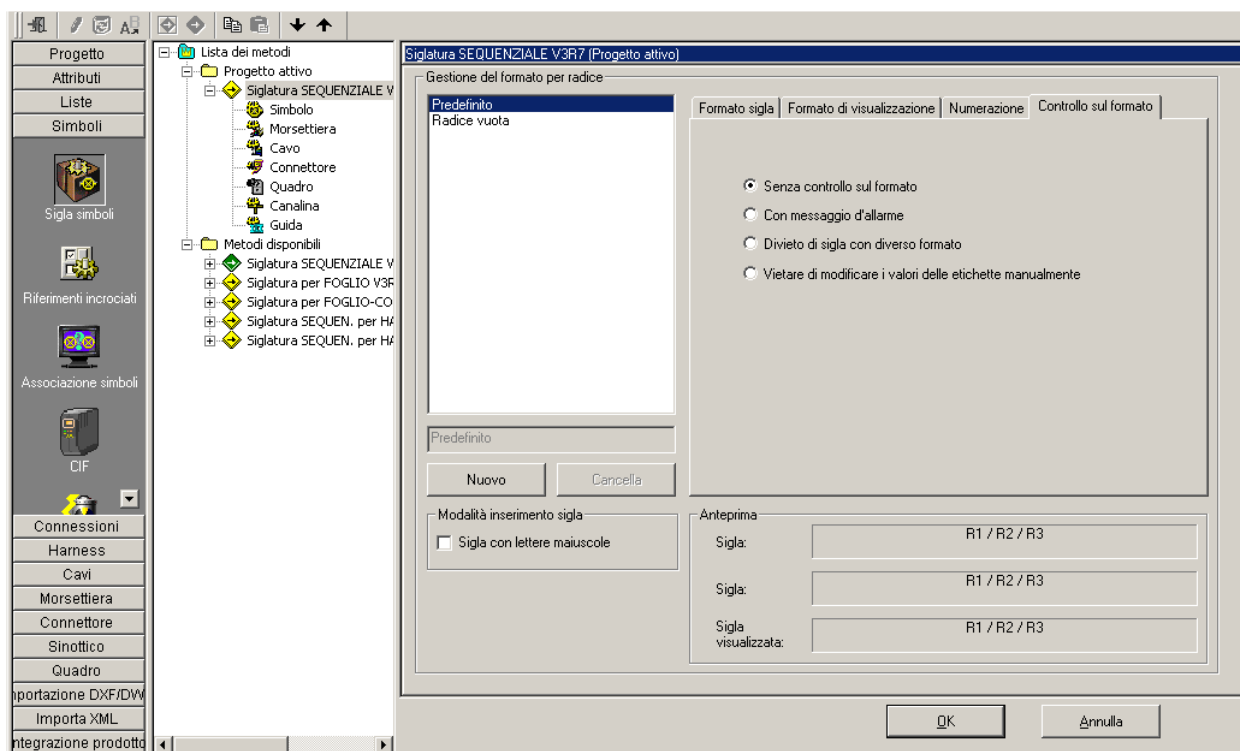 Progetto
Attributi
Liste
Simboli
Sigla simboli
Riferimenti incrociati
Associazione simboli
CIF
Connessioni
Harness
Cavi
Morsettiera
Connettore
Sinottico
Quadro
nportazione DXF/DW
Importa XML
ntegrazione prodotto
Lista dei metodi
Progetto attivo
Siglatura SEQUENZIALE V
Simbolo
Morsettiera
Cavo
Connettore
Quadro
Canalina
Guida
Metodi disponibili
Siglatura SEQUENZIALE V
Siglatura per FOGLIO V3R
Siglatura per FOGLIO-CO
Siglatura SEQUEN. per HA
Siglatura SEQUEN. per HA
Siglatura SEQUENZIALE V3R7 (Progetto attivo)
Gestione del formato per radice
Predefinito
Radice vuota
Predefinito
Nuovo Cancella
Modalità inserimento sigla
Sigla con lettere maiuscole
Formato sigla Formato di visualizzazione Numerazione Controllo sul formato
Senza controllo sul formato
Con messaggio d'allarme
Divieto di sigla con diverso formato
Vietare di modificare i valori delle etichette manualmente
Anteprima
Sigla: R1 / R2 / R3
Sigla: R1 / R2 / R3
Sigla visualizzata: R1 / R2 / R3
OK Annulla